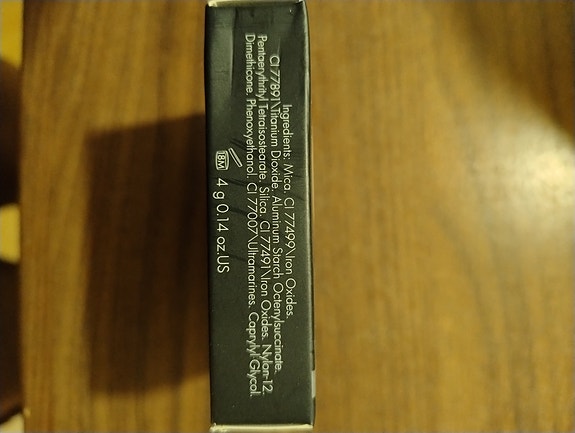 Ingredients: Mica. CI 77499\Iron Oxides.
CI 77891\Titanium Dioxide. Aluminum Starch Octenylsuccinate.
Pentaerythrityl Tetraisostearate. Silica. CI 77491\Iron Oxides. Nylon-12.
Dimethicone. Phenoxyethanol. CI 77007\Ultramarines. Caprylyl Glycol.
18M 4 g 0.14 oz.US